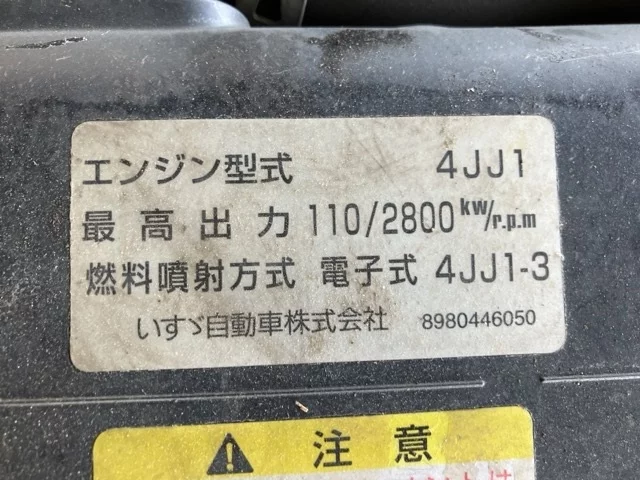 エンジン型式 4JJ1
最高出力 110/2800 kW/r.p.m
燃料噴射方式 電子式 4JJ1-3
いすゞ自動車株式会社 8980446050
注意